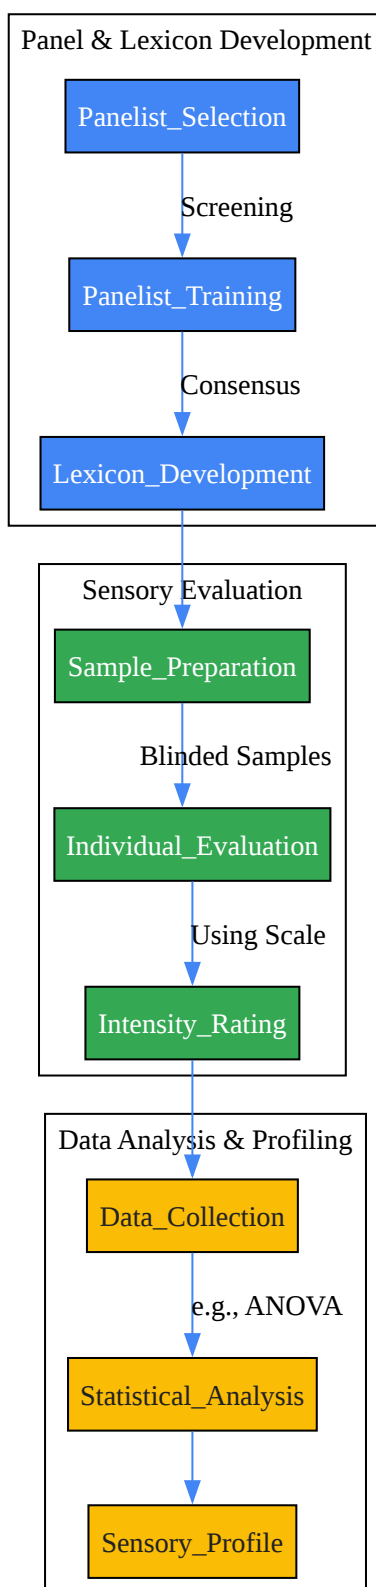 Panel & Lexicon Development
Panelist_Selection
Screening
Panelist_Training
Consensus
Lexicon_Development
Sensory Evaluation
Sample_Preparation
Blinded Samples
Individual_Evaluation
Using Scale
Intensity_Rating
Data Analysis & Profiling
Data_Collection
e.g., ANOVA
Statistical_Analysis
Sensory_Profile